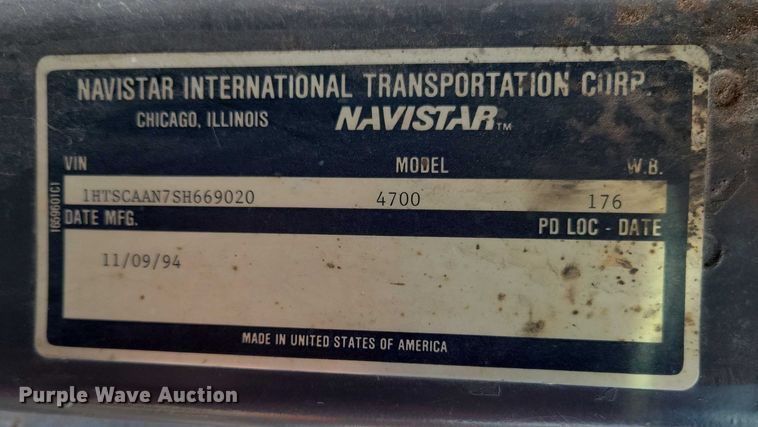 NAVISTAR INTERNATIONAL TRANSPORTATION CORP.
CHICAGO, ILLINOIS NAVISTAR™
VIN MODEL W.B.
1HTSCAAN7SH669020 4700 176
DATE MFG. PD LOC - DATE
11/09/94
1659601C1
MADE IN UNITED STATES OF AMERICA
Purple Wave Auction